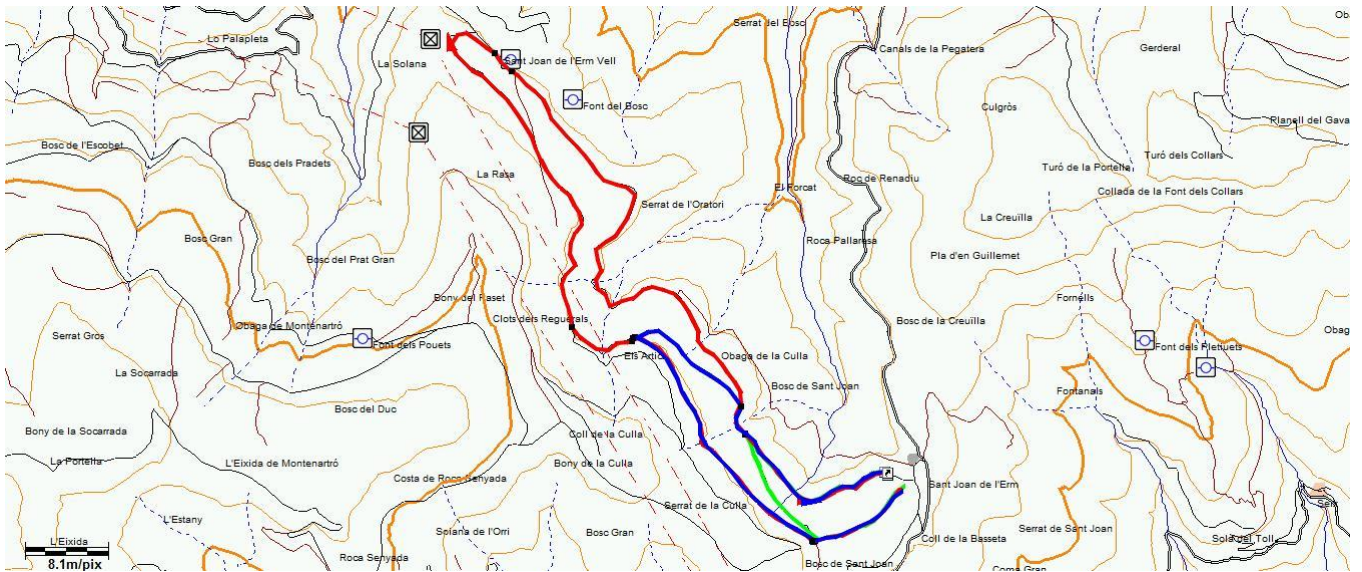 Serrat del Bosc
Lo Palapleta
Canals de la Pegatera
Gerderal
La Solana
Sant Joan de l'Erm Vell
Culgròs
Font del Bosc
Planell del Gava
Bosc de l'Escobet
Bosc dels Pradets
Turó dels Collars
Turó de la Portella
La Rasa
El Forcat
Roc de Renadiu
Collada de la Font dels Collars
Serrat de l'Oratori
La Creuïlla
Bosc Gran
Roca Pallaresa
Bosc del Prat Gran
Pla d'en Guillemet
Bony del Paset
Fornells
Clots dels Reguerals
Bosc de la Creuïlla
Obaga de Montenartró
Serrat Gros
Font dels Pouets
Font dels Pletiuets
Els Artic
Obaga de la Culla
La Socarrada
Bosc de Sant Joan
Fontanals
Bosc del Duc
Bony de la Socarrada
Coll de la Culla
La Portella
L'Eixida de Montenartró
Bony de la Culla
Costa de Roca Senyada
Sant Joan de l'Erm
Serrat de la Culla
L'Estany
Solana de l'Orri
Bosc Gran
Serrat de Sant Joan
L'Eixida
Coll de la Basseta
Solà del Toll
Roca Senyada
Bosc de Sant Joan
Coma Gran
8.1m/pix